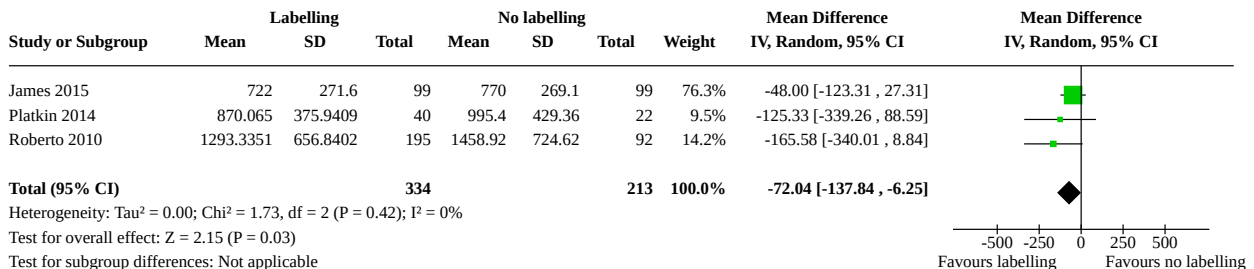 Labelling No labelling Mean Difference Mean Difference
Study or Subgroup Mean SD Total Mean SD Total Weight IV, Random, 95% CI IV, Random, 95% CI
James 2015 722 271.6 99 770 269.1 99 76.3% -48.00 [-123.31 , 27.31]
Platkin 2014 870.065 375.9409 40 995.4 429.36 22 9.5% -125.33 [-339.26 , 88.59]
Roberto 2010 1293.3351 656.8402 195 1458.92 724.62 92 14.2% -165.58 [-340.01 , 8.84]
Total (95% CI) 334 213 100.0% -72.04 [-137.84 , -6.25]
Heterogeneity: Tau² = 0.00; Chi² = 1.73, df = 2 (P = 0.42); I² = 0%
Test for overall effect: Z = 2.15 (P = 0.03)
-500 -250 0 250 500
Test for subgroup differences: Not applicable
Favours labelling Favours no labelling